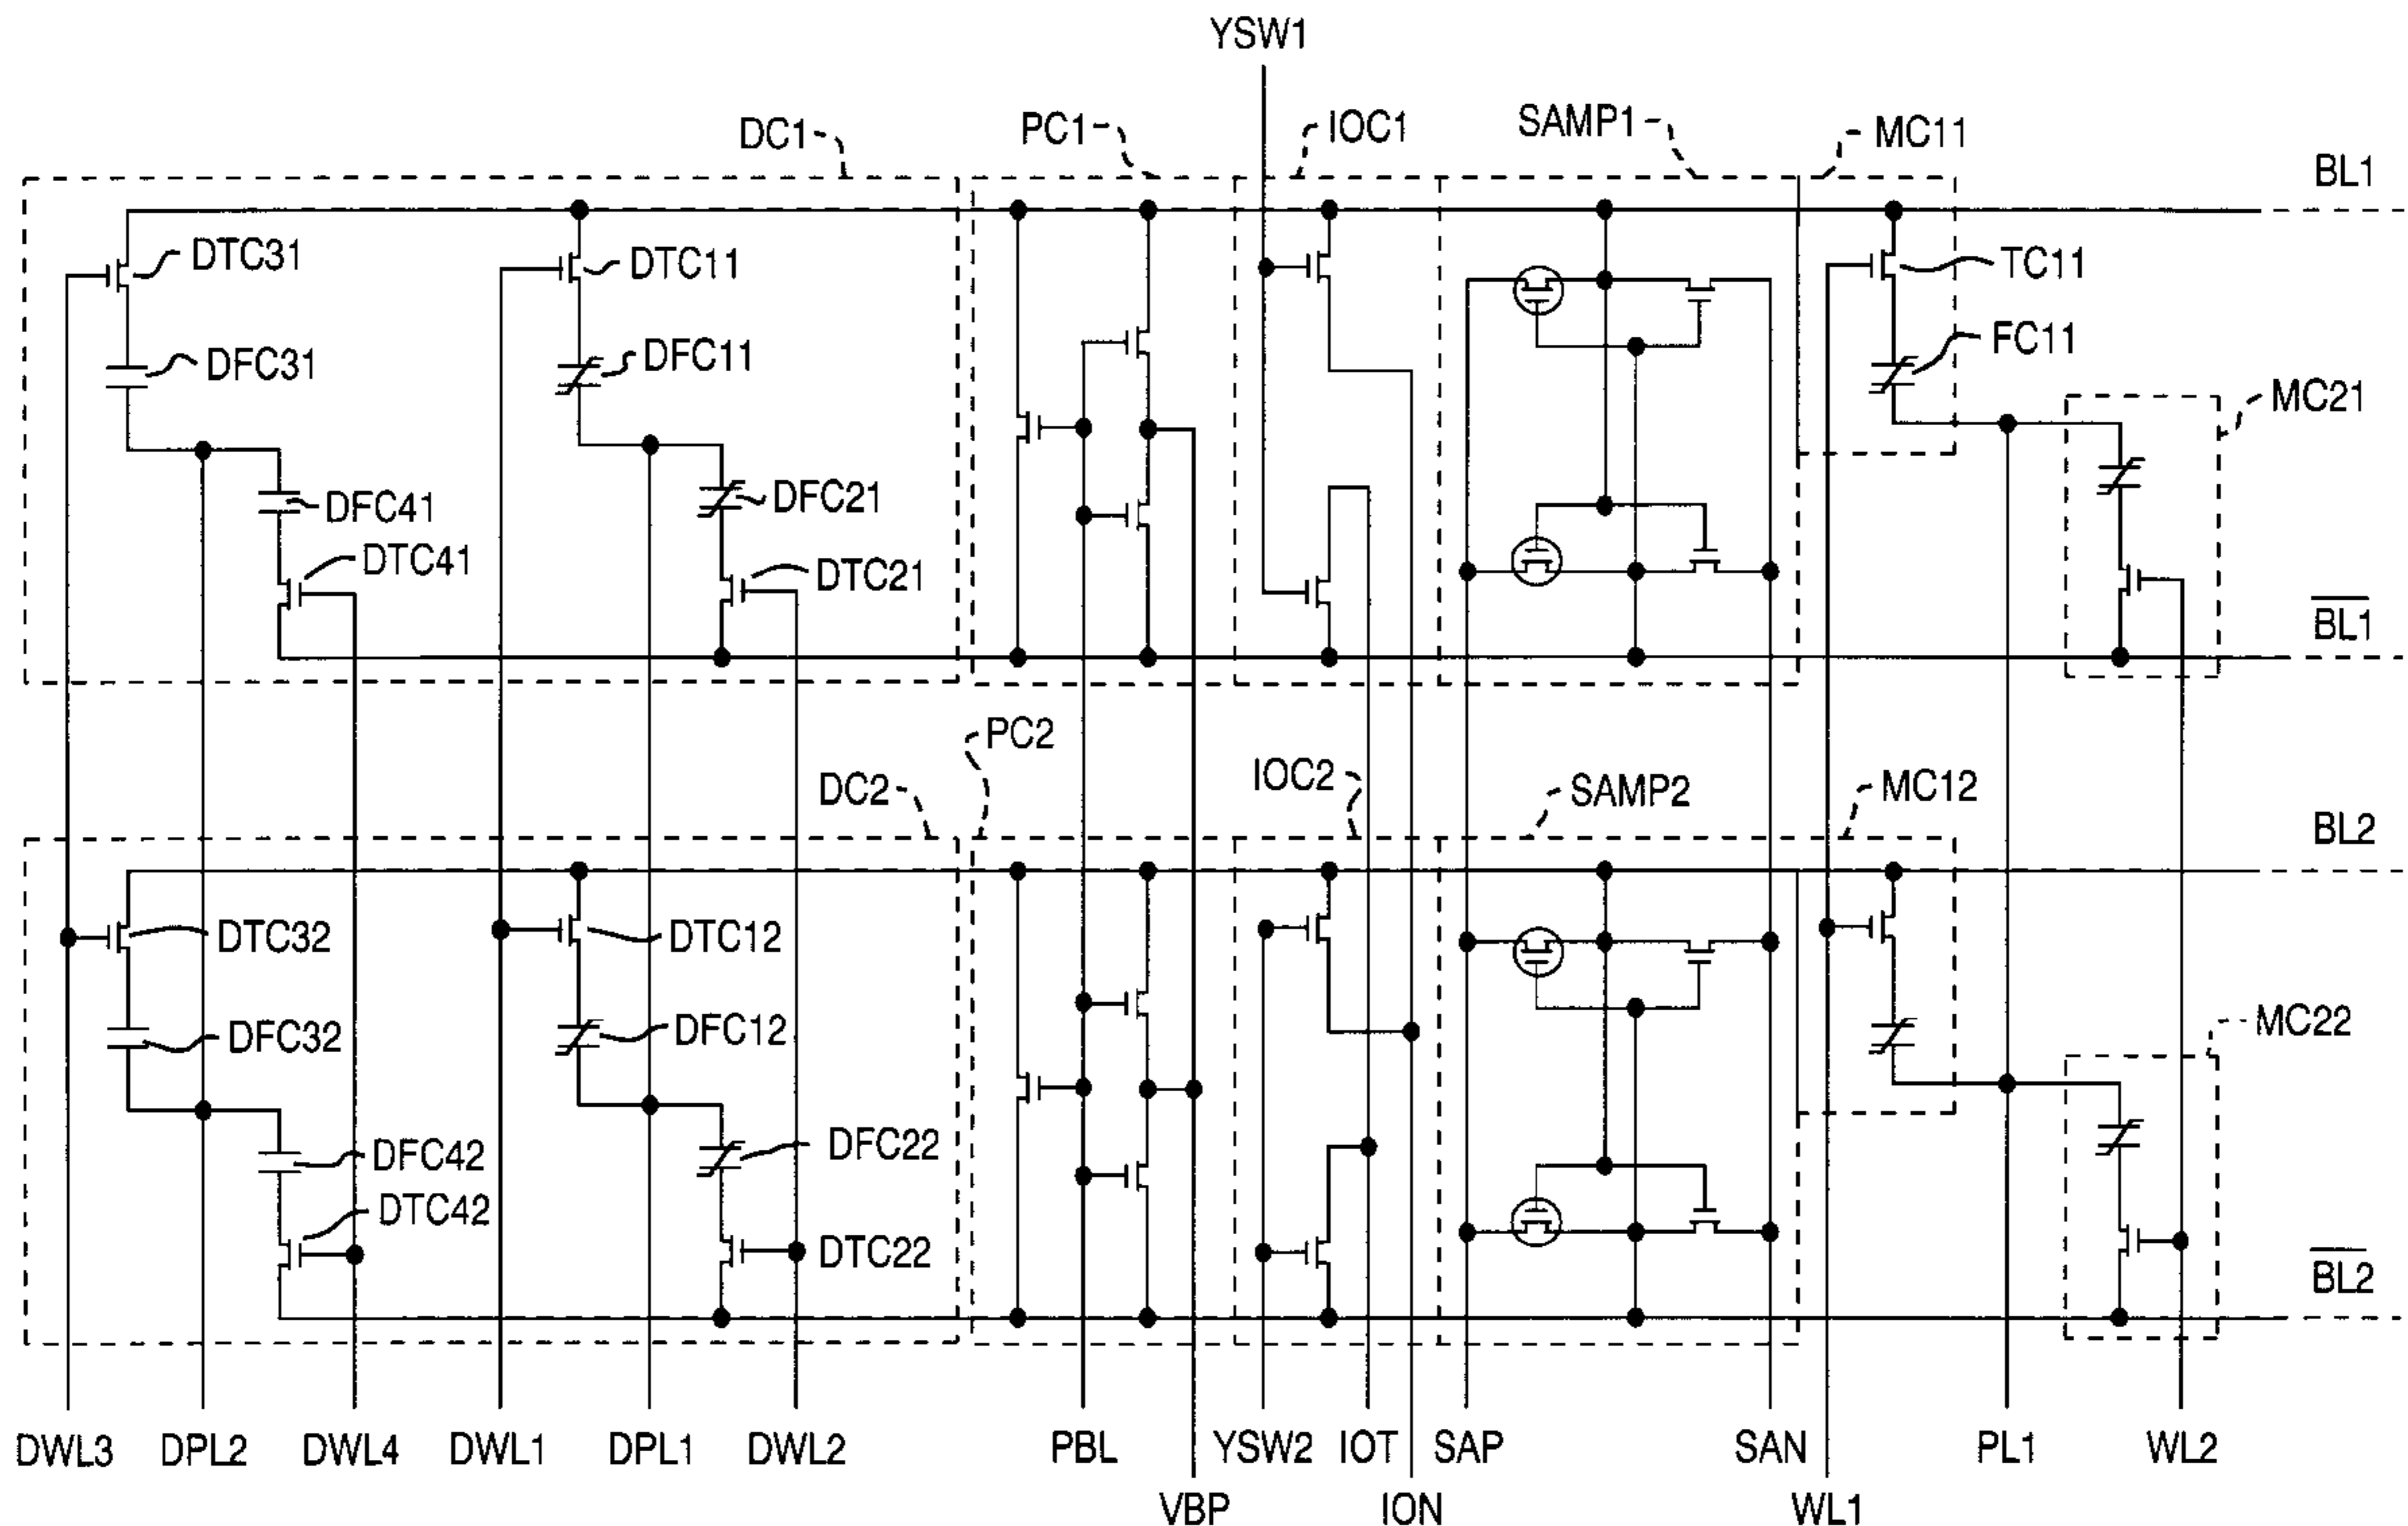 YSW1
DC1
PC1
IOC1
SAMP1
MC11
BL1
DTC31
DTC11
TC11
DFC31
DFC11
FC11
MC21
DFC41
DFC21
DTC41
DTC21
BL1
PC2
DC2
IOC2
SAMP2
MC12
BL2
DTC32
DTC12
DFC32
DFC12
MC22
DFC42
DFC22
DTC42
DTC22
BL2
DWL3 DPL2 DWL4 DWL1 DPL1 DWL2 PBL YSW2 IOT SAP SAN PL1 WL2
VBP ION WL1